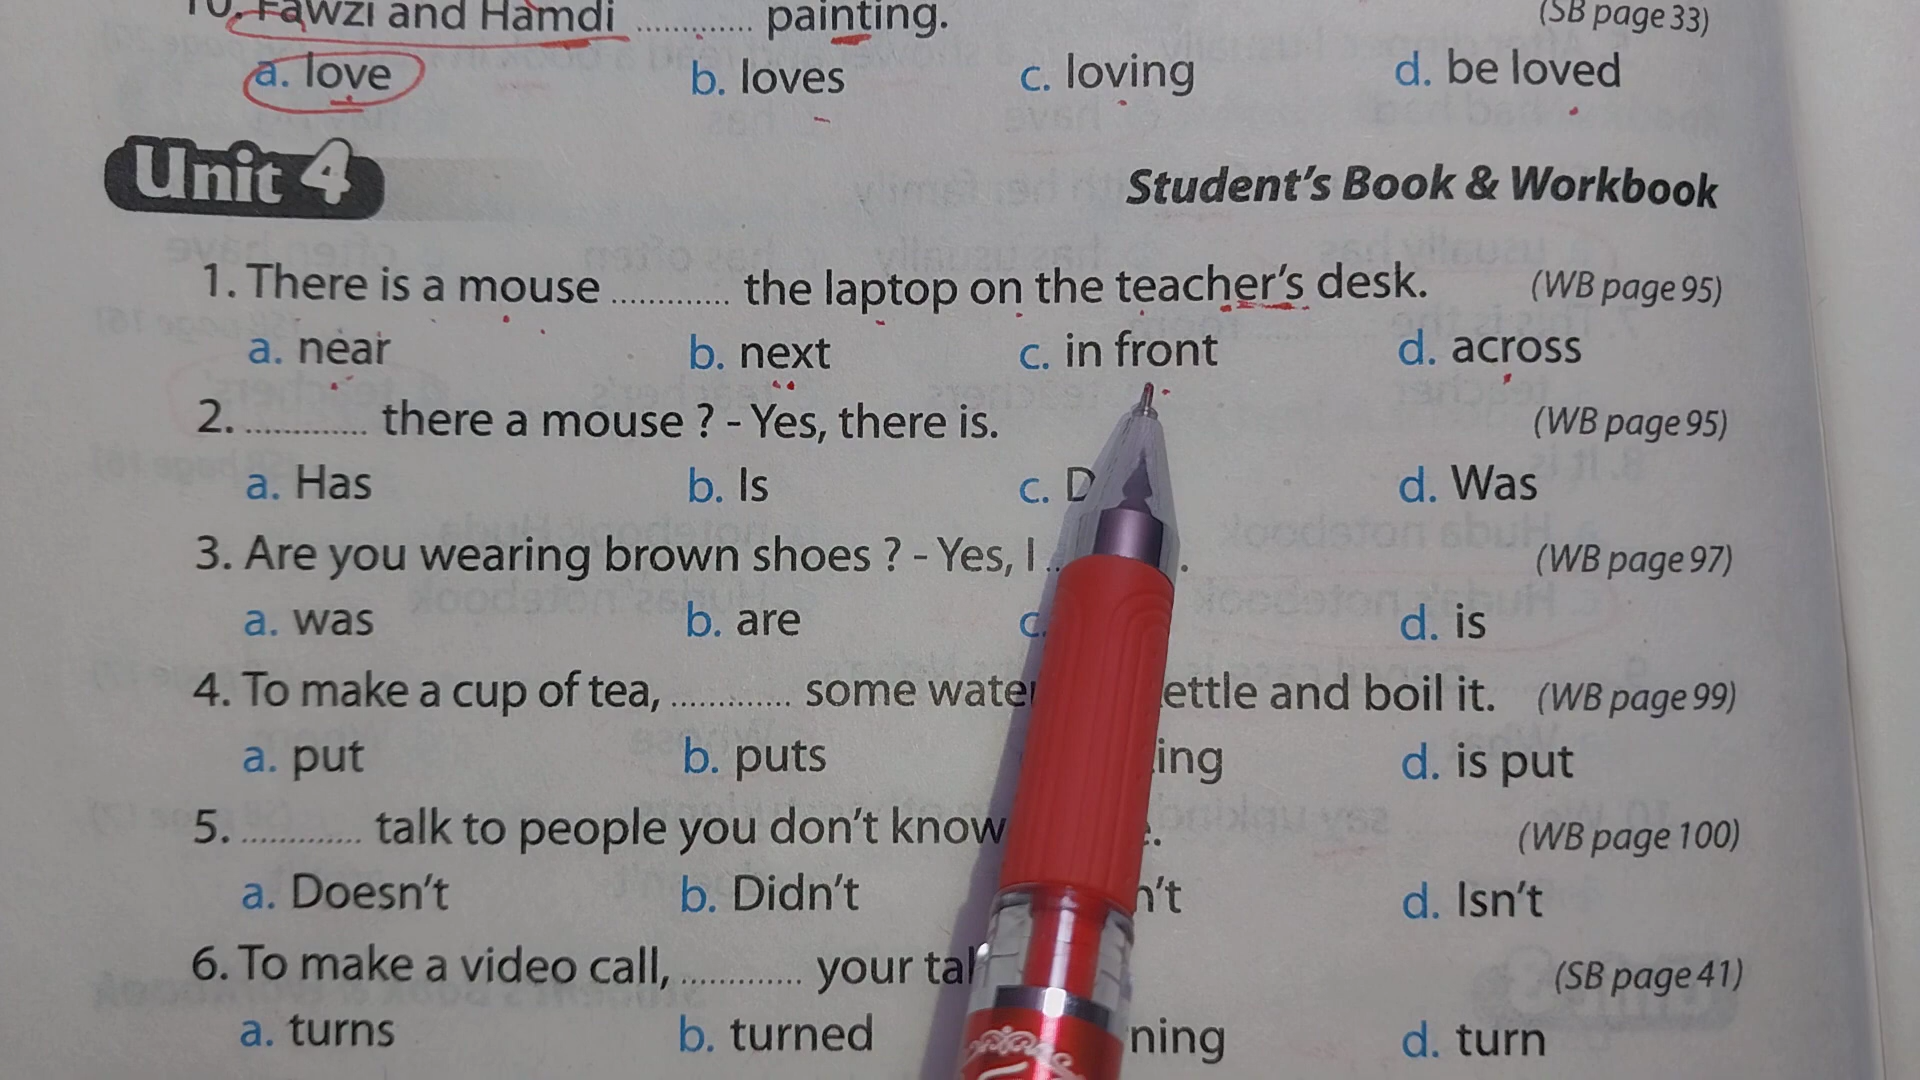 10. Fawzi and Hamdi ............ painting. (SB page 33)
a. love b. loves c. loving d. be loved
Unit 4 Student's Book & Workbook
1. There is a mouse ............ the laptop on the teacher's desk. (WB page 95)
a. near b. next c. in front d. across
2. ............ there a mouse ? - Yes, there is. (WB page 95)
a. Has b. Is c. d. Was
3. Are you wearing brown shoes ? - Yes, I ... . (WB page 97)
a. was b. are c. d. is
4. To make a cup of tea, ............ some water ettle and boil it. (WB page 99)
a. put b. puts ing d. is put
5. ............ talk to people you don't know . (WB page 100)
a. Doesn't b. Didn't n't d. Isn't
6. To make a video call, ............ your (SB page 41)
a. turns b. turned ning d. turn